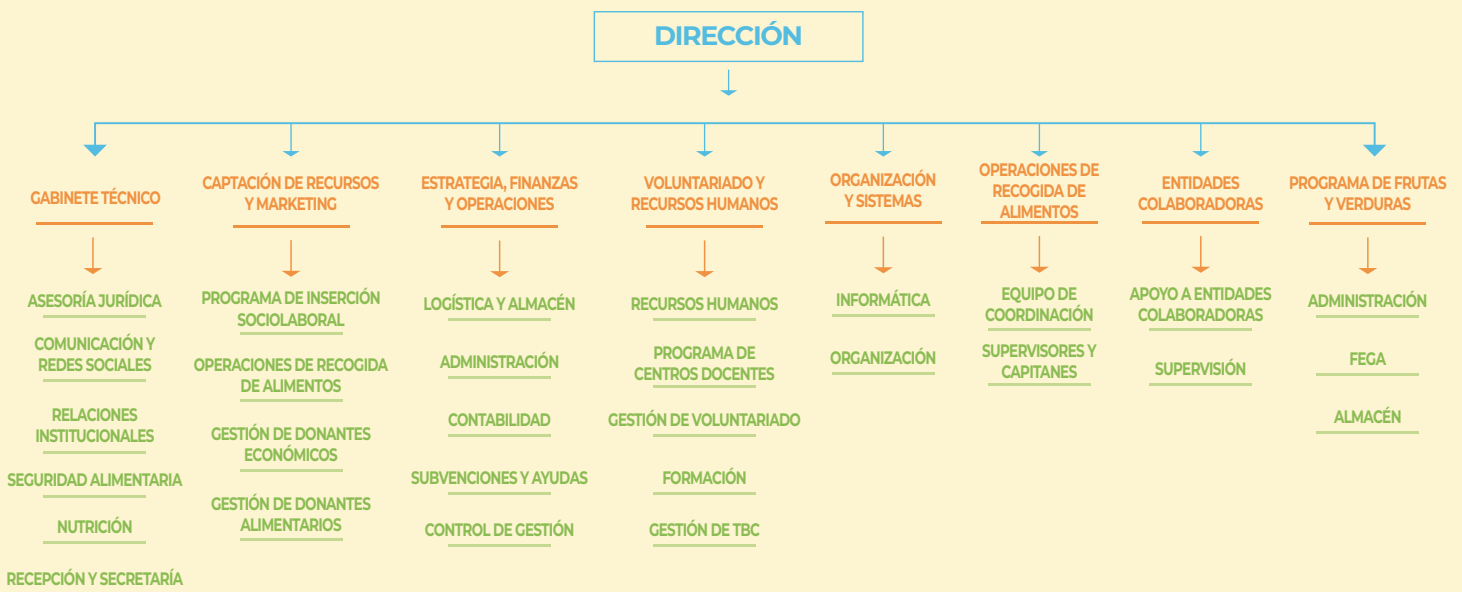 DIRECCIÓN
GABINETE TÉCNICO
ASESORÍA JURÍDICA
COMUNICACIÓN Y
REDES SOCIALES
RELACIONES
INSTITUCIONALES
SEGURIDAD ALIMENTARIA
NUTRICIÓN
RECEPCIÓN Y SECRETARÍA
CAPTACIÓN DE RECURSOS
Y MARKETING
PROGRAMA DE INSERCIÓN
SOCIOLABORAL
OPERACIONES DE RECOGIDA
DE ALIMENTOS
GESTIÓN DE DONANTES
ECONÓMICOS
GESTIÓN DE DONANTES
ALIMENTARIOS
ESTRATEGIA, FINANZAS
Y OPERACIONES
LOGÍSTICA Y ALMACÉN
ADMINISTRACIÓN
CONTABILIDAD
SUBVENCIONES Y AYUDAS
CONTROL DE GESTIÓN
VOLUNTARIADO Y
RECURSOS HUMANOS
RECURSOS HUMANOS
PROGRAMA DE
CENTROS DOCENTES
GESTIÓN DE VOLUNTARIADO
FORMACIÓN
GESTIÓN DE TBC
ORGANIZACIÓN
Y SISTEMAS
INFORMÁTICA
ORGANIZACIÓN
OPERACIONES DE
RECOGIDA DE
ALIMENTOS
EQUIPO DE
COORDINACIÓN
SUPERVISORES Y
CAPITANES
ENTIDADES
COLABORADORAS
APOYO A ENTIDADES
COLABORADORAS
SUPERVISIÓN
PROGRAMA DE FRUTAS
Y VERDURAS
ADMINISTRACIÓN
FEGA
ALMACÉN